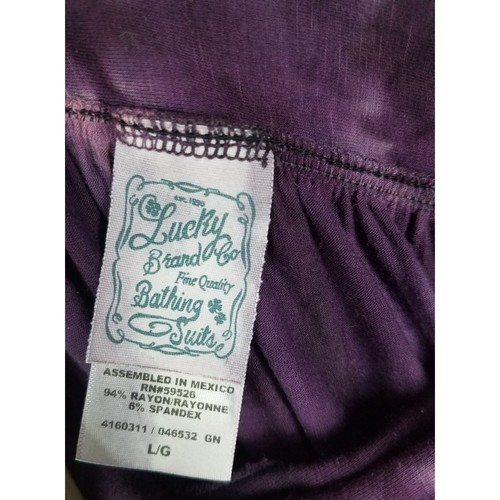 EST. 1990
Lucky
Brand Co
Fine Quality
Bathing
Suits
ASSEMBLED IN MEXICO
RN#59526
94% RAYON/RAYONNE
6% SPANDEX
4160311 / 046532 GN
L/G